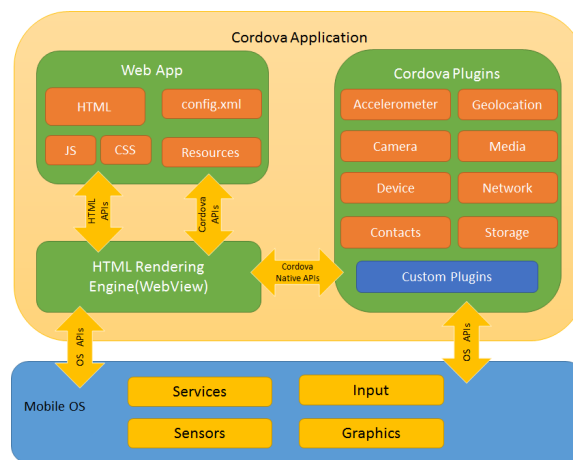 Cordova Application
Web App
HTML
config.xml
JS
CSS
Resources
Cordova Plugins
Accelerometer
Geolocation
Camera
Media
Device
Network
Contacts
Storage
Custom Plugins
HTML
APIs
Cordova
APIs
HTML Rendering
Engine(WebView)
Cordova
Native APIs
OS APIs
OS APIs
Mobile OS
Services
Input
Sensors
Graphics